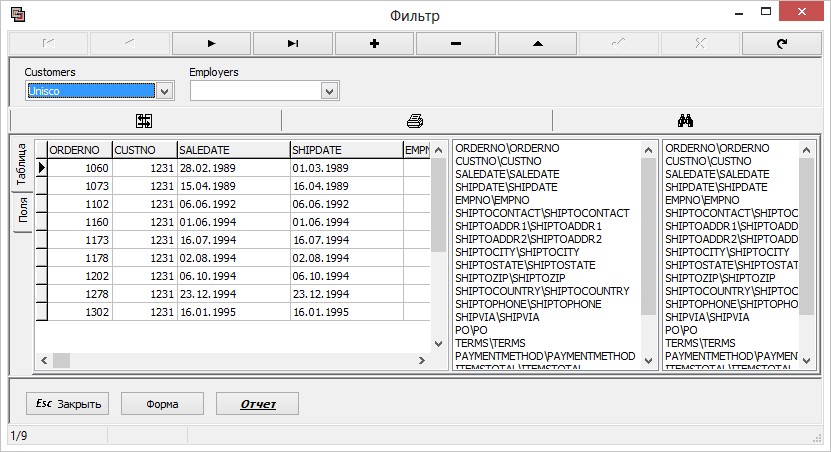 Фильтр
Customers Employers
Unisco
Таблица
Поля
ORDERNO CUSTNO SALEDATE SHIPDATE EMPN
1060 1231 28.02.1989 01.03.1989
1073 1231 15.04.1989 16.04.1989
1102 1231 06.06.1992 06.06.1992
1160 1231 01.06.1994 01.06.1994
1173 1231 16.07.1994 16.07.1994
1178 1231 02.08.1994 02.08.1994
1202 1231 06.10.1994 06.10.1994
1278 1231 23.12.1994 23.12.1994
1302 1231 16.01.1995 16.01.1995
ORDERNO\ORDERNO
CUSTNO\CUSTNO
SALEDATE\SALEDATE
SHIPDATE\SHIPDATE
EMPNO\EMPNO
SHIPTOCONTACT\SHIPTOCONTACT
SHIPTOADDR1\SHIPTOADDR1
SHIPTOADDR2\SHIPTOADDR2
SHIPTOCITY\SHIPTOCITY
SHIPTOSTATE\SHIPTOSTATE
SHIPTOZIP\SHIPTOZIP
SHIPTOCOUNTRY\SHIPTOCOUNTRY
SHIPTOPHONE\SHIPTOPHONE
SHIPVIA\SHIPVIA
PO\PO
TERMS\TERMS
PAYMENTMETHOD\PAYMENTMETHOD
ITEMSTOTAL\ITEMSTOTAL
ORDERNO\ORDERNO
CUSTNO\CUSTNO
SALEDATE\SALEDATE
SHIPDATE\SHIPDATE
EMPNO\EMPNO
SHIPTOCONTACT\SHIPTOC
SHIPTOADDR1\SHIPTOADD
SHIPTOADDR2\SHIPTOADD
SHIPTOCITY\SHIPTOCITY
SHIPTOSTATE\SHIPTOSTA
SHIPTOZIP\SHIPTOZIP
SHIPTOCOUNTRY\SHIPTOC
SHIPTOPHONE\SHIPTOPHO
SHIPVIA\SHIPVIA
PO\PO
TERMS\TERMS
PAYMENTMETHOD\PAYMEN
ITEMSTOTAL\ITEMSTOTAL
Esc Закрыть Форма Отчет
1/9